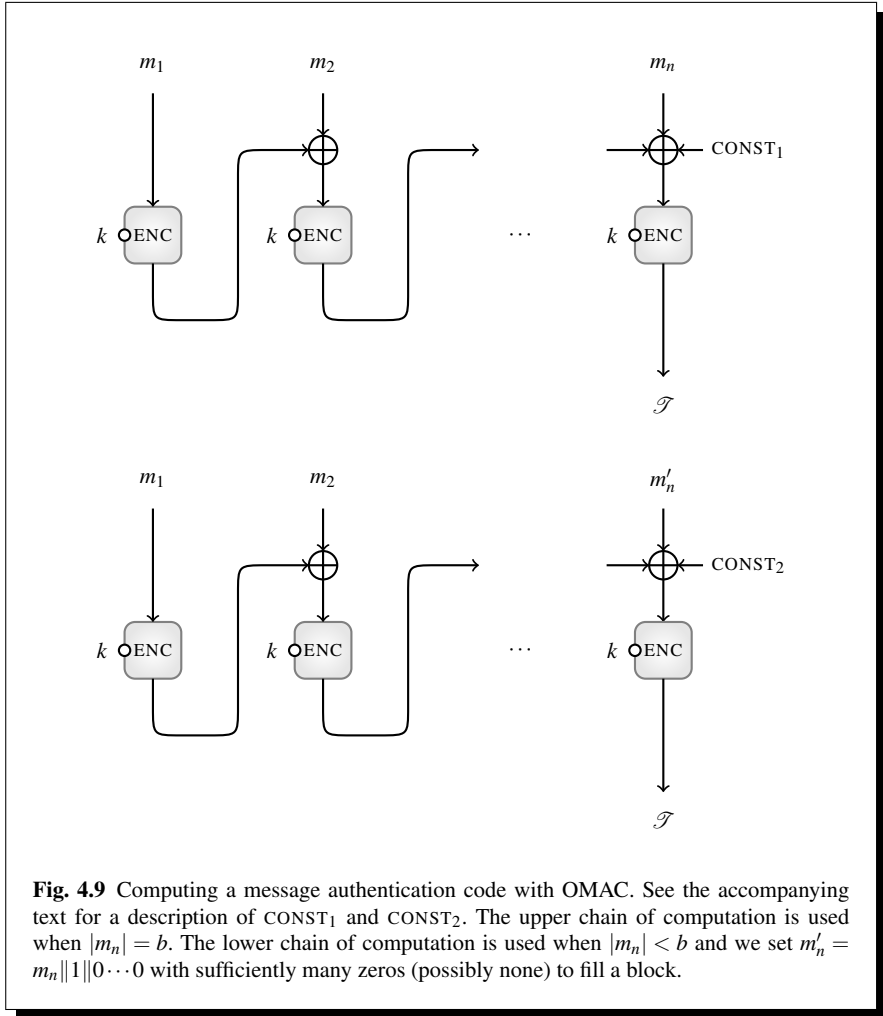 m₁ m₂ mₙ
CONST₁
k ENC k ENC ··· k ENC
𝒯
m₁ m₂ m′ₙ
CONST₂
k ENC k ENC ··· k ENC
𝒯
Fig. 4.9 Computing a message authentication code with OMAC. See the accompanying
text for a description of CONST₁ and CONST₂. The upper chain of computation is used
when |mₙ| = b. The lower chain of computation is used when |mₙ| < b and we set m′ₙ =
mₙ‖1‖0···0 with sufficiently many zeros (possibly none) to fill a block.